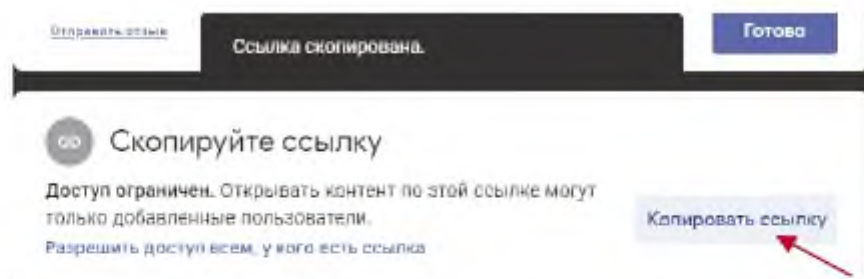 Отправить отзыв
Ссылка скопирована.
Готово
Скопируйте ссылку
Доступ ограничен. Открывать контент по этой ссылке могут
только добавленные пользователи.
Разрешить доступ всем, у кого есть ссылка
Копировать ссылку